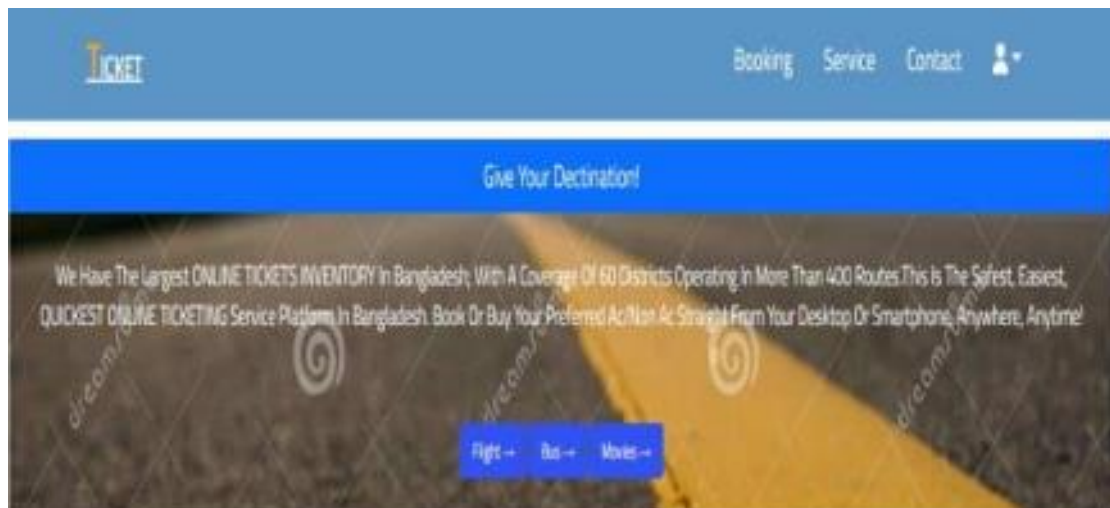 TICKET
Booking Service Contact
Give Your Dectination!
We Have The Largest ONLINE TICKETS INVENTORY In Bangladesh; With A Coverage Of 60 Districts Operating In More Than 400 Routes.This Is The Safest, Easiest,
QUICKEST ONLINE TICKETING Service Platform In Bangladesh. Book Or Buy Your Preferred Ac/Non Ac Straight From Your Desktop Or Smartphone, Anywhere, Anytime!
Flight→ Bus→ Movies→
dreamstime dreamstime dreamstime